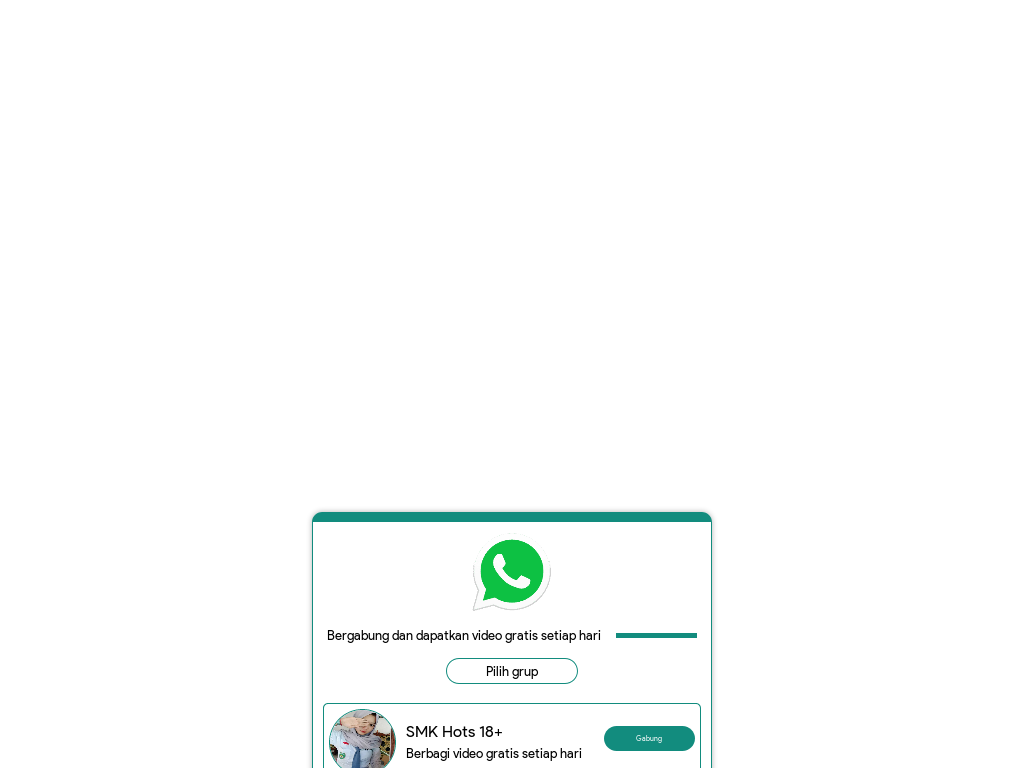 Bergabung dan dapatkan video gratis setiap hari
Pilih grup
SMK Hots 18+
Berbagi video gratis setiap hari
Gabung